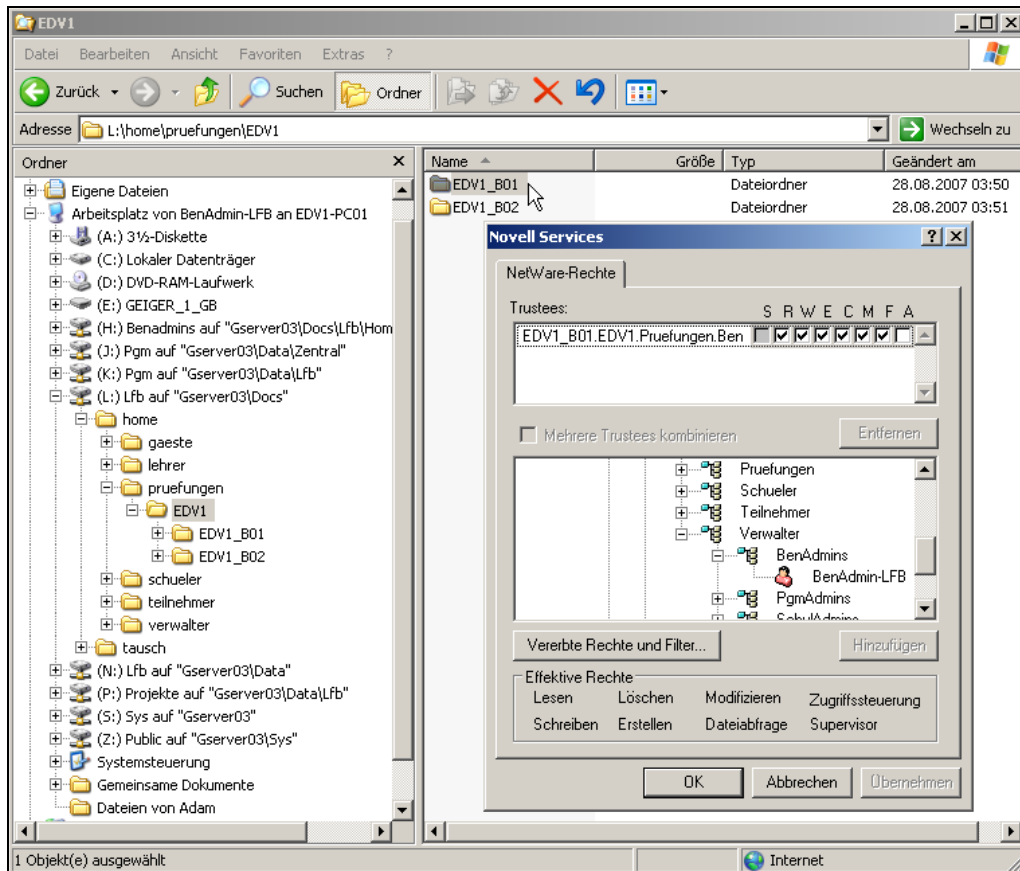 EDV1
Datei Bearbeiten Ansicht Favoriten Extras ?
Zurück Suchen Ordner
Adresse L:\home\pruefungen\EDV1 Wechseln zu
Ordner x
Eigene Dateien
Arbeitsplatz von BenAdmin-LFB an EDV1-PC01
(A:) 3½-Diskette
(C:) Lokaler Datenträger
(D:) DVD-RAM-Laufwerk
(E:) GEIGER_1_GB
(H:) Benadmins auf "Gserver03\Docs\Lfb\Hom
(J:) Pgm auf "Gserver03\Data\Zentral"
(K:) Pgm auf "Gserver03\Data\Lfb"
(L:) Lfb auf "Gserver03\Docs"
home
gaeste
lehrer
pruefungen
EDV1
EDV1_B01
EDV1_B02
schueler
teilnehmer
verwalter
tausch
(N:) Lfb auf "Gserver03\Data"
(P:) Projekte auf "Gserver03\Data\Lfb"
(S:) Sys auf "Gserver03"
(Z:) Public auf "Gserver03\Sys"
Systemsteuerung
Gemeinsame Dokumente
Dateien von Adam
Name Größe Typ Geändert am
EDV1_B01 Dateiordner 28.08.2007 03:50
EDV1_B02 Dateiordner 28.08.2007 03:51
Novell Services
NetWare-Rechte
Trustees: S R W E C M F A
EDV1_B01.EDV1.Pruefungen.Ben
Mehrere Trustees kombinieren Entfernen
Pruefungen
Schueler
Teilnehmer
Verwalter
BenAdmins
BenAdmin-LFB
PgmAdmins
SchulAdmins
Vererbte Rechte und Filter... Hinzufügen
Effektive Rechte
Lesen Löschen Modifizieren Zugriffssteuerung
Schreiben Erstellen Dateiabfrage Supervisor
OK Abbrechen Übernehmen
1 Objekt(e) ausgewählt Internet